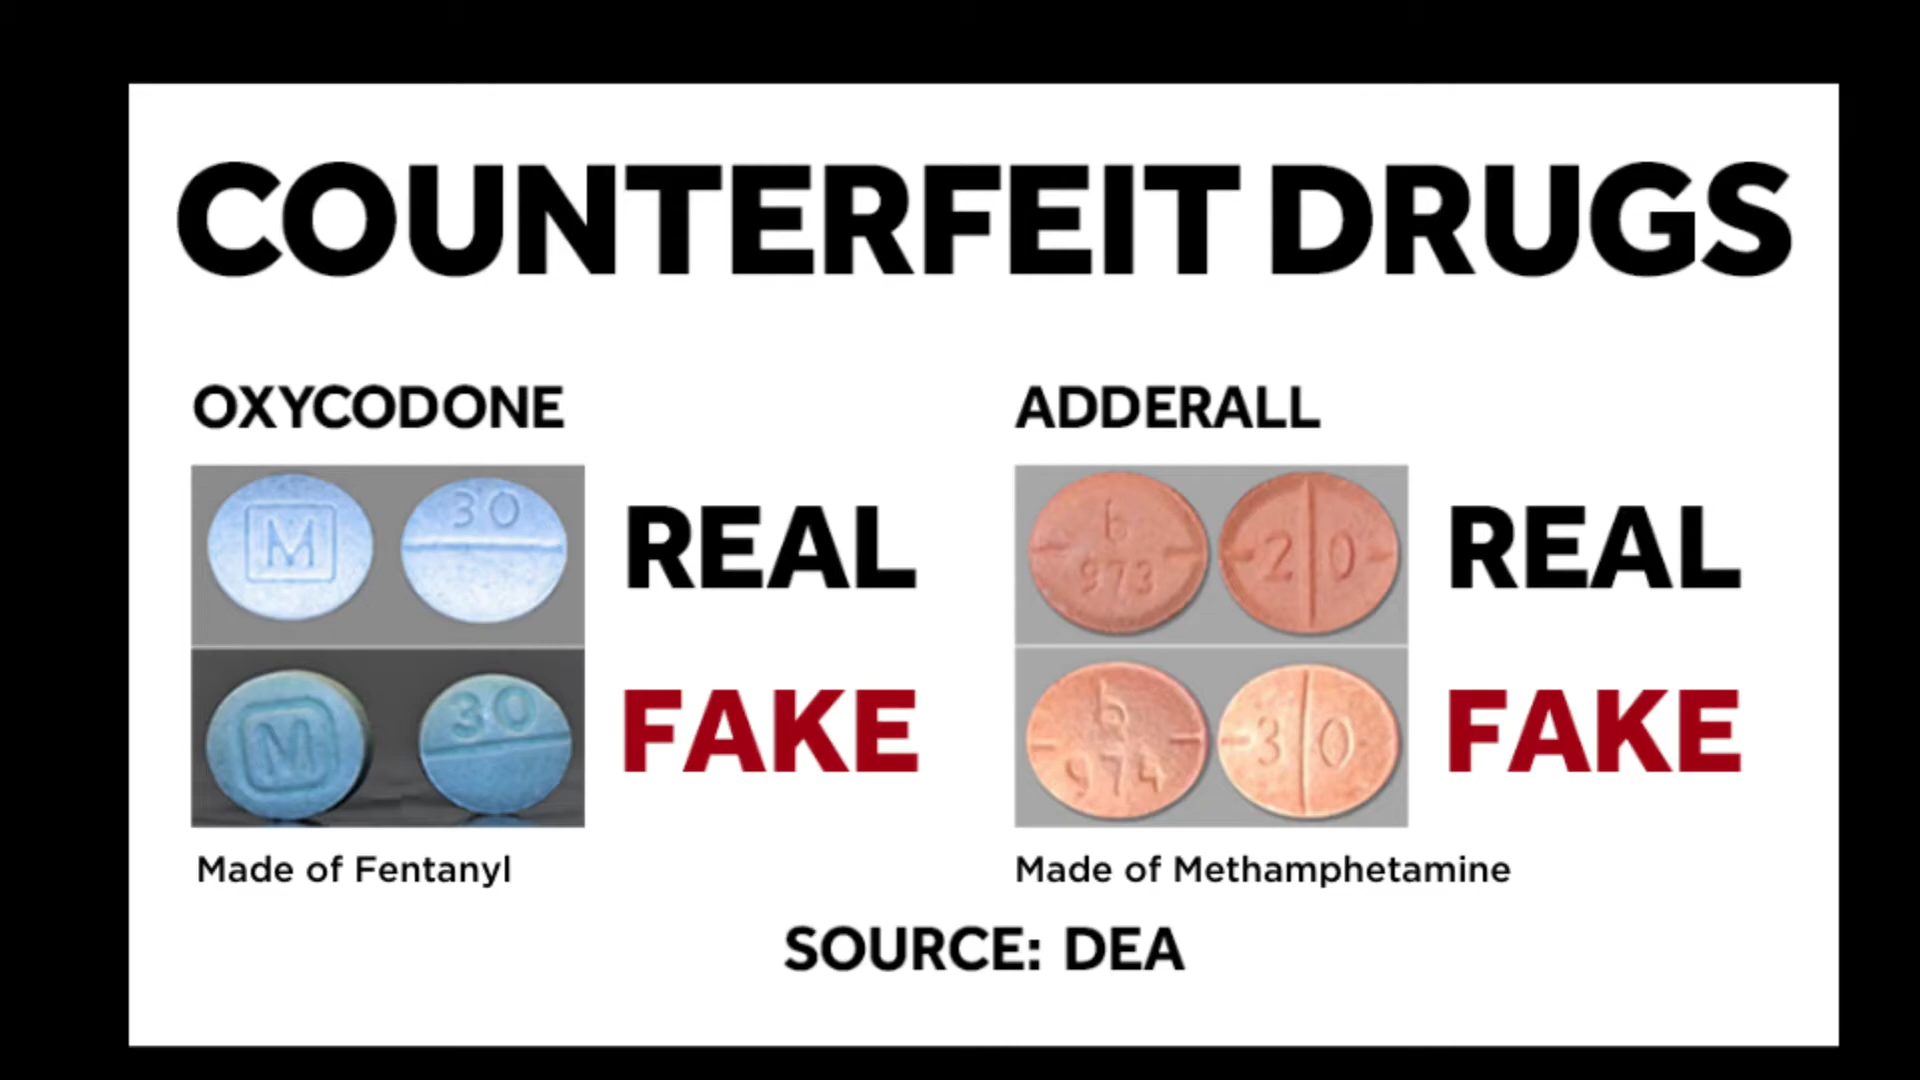 COUNTERFEIT DRUGS
OXYCODONE
M
30
REAL
M
30
FAKE
Made of Fentanyl
ADDERALL
b
973
2 0
REAL
b
974
3 0
FAKE
Made of Methamphetamine
SOURCE: DEA